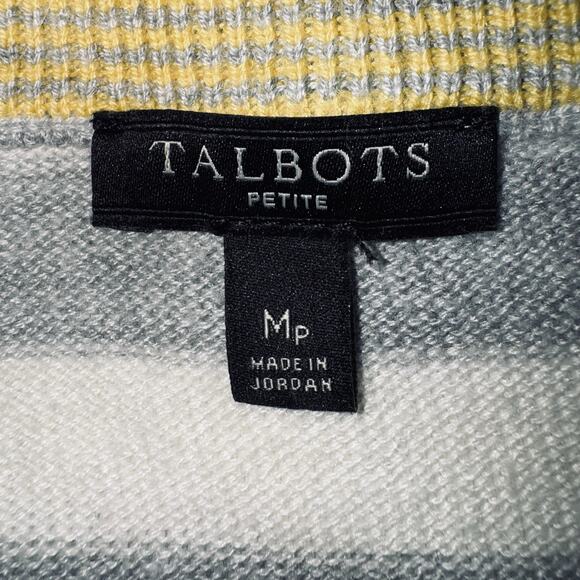 TALBOTS
PETITE
Mp
MADE IN
JORDAN